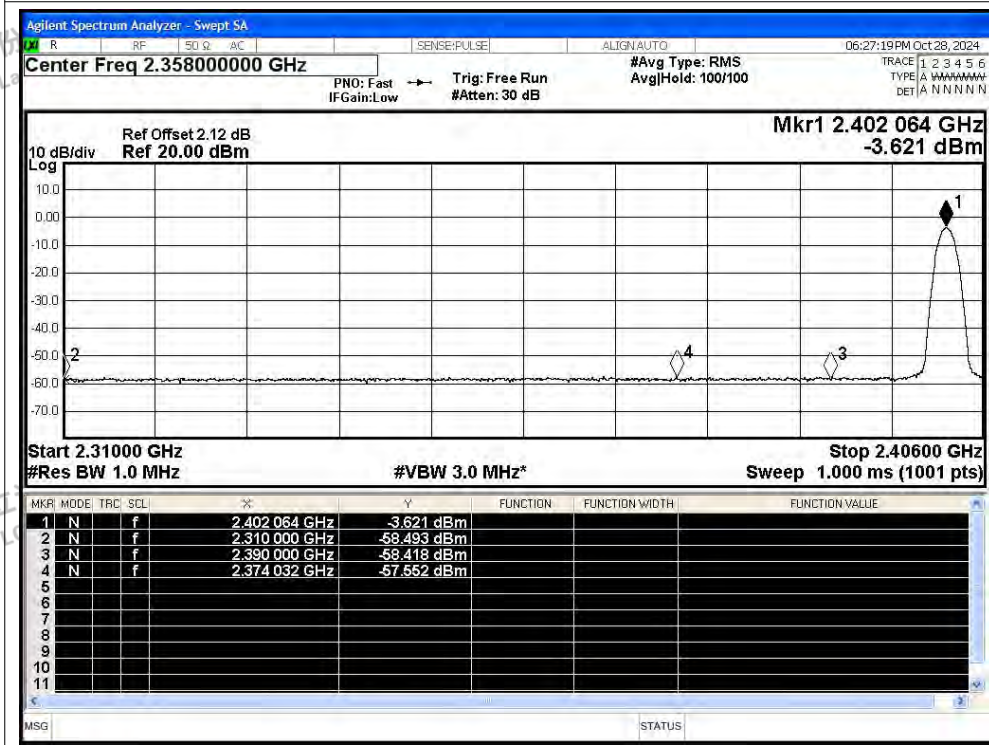 Agilent Spectrum Analyzer - Swept SA
R RF 50 Ω AC SENSE:PULSE ALIGN AUTO 06:27:19 PM Oct 28, 2024
Center Freq 2.358000000 GHz
PNO: Fast
IFGain:Low
Trig: Free Run
#Atten: 30 dB
#Avg Type: RMS
Avg|Hold: 100/100
TRACE 1 2 3 4 5 6
TYPE A WWWWW
DET A N N N N N
Ref Offset 2.12 dB
10 dB/div Ref 20.00 dBm
Log
Mkr1 2.402 064 GHz
-3.621 dBm
10.0
0.00
-10.0
-20.0
-30.0
-40.0
-50.0
-60.0
-70.0
1
2
4
3
Start 2.31000 GHz Stop 2.40600 GHz
#Res BW 1.0 MHz #VBW 3.0 MHz* Sweep 1.000 ms (1001 pts)
MKR MODE TRC SCL X Y FUNCTION FUNCTION WIDTH FUNCTION VALUE
1 N f 2.402 064 GHz -3.621 dBm
2 N f 2.310 000 GHz -58.493 dBm
3 N f 2.390 000 GHz -58.418 dBm
4 N f 2.374 032 GHz -57.552 dBm
5
6
7
8
9
10
11
MSG STATUS